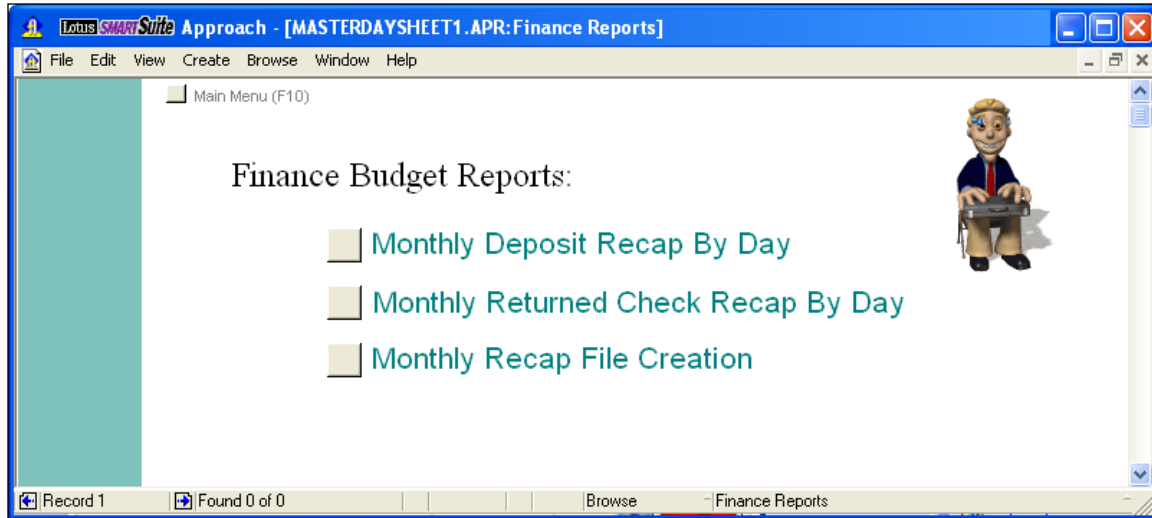 Lotus SMARTSuite Approach - [MASTERDAYSHEET1.APR:Finance Reports]
File Edit View Create Browse Window Help
Main Menu (F10)
Finance Budget Reports:
Monthly Deposit Recap By Day
Monthly Returned Check Recap By Day
Monthly Recap File Creation
Record 1 Found 0 of 0 Browse Finance Reports